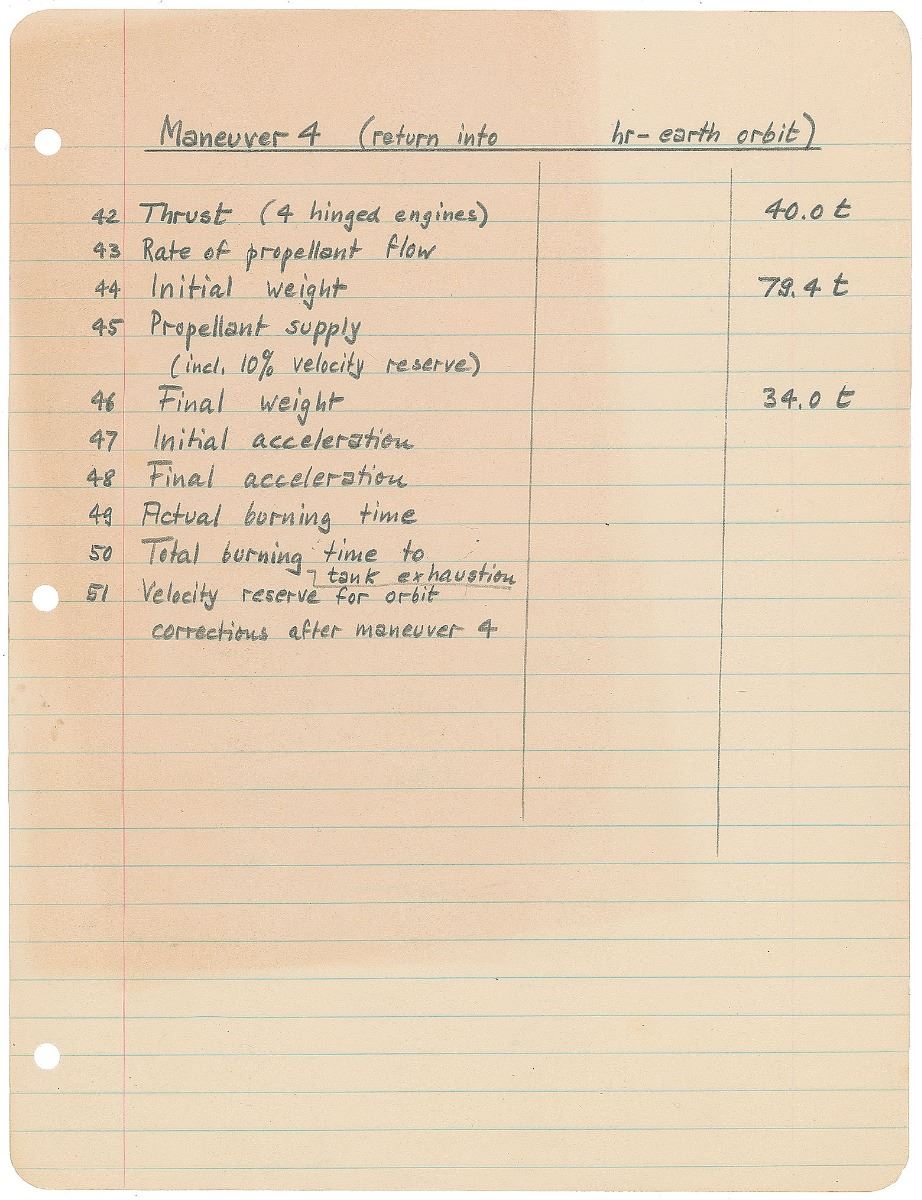 Maneuver 4 (return into hr- earth orbit)
42 Thrust (4 hinged engines) 40.0 t
43 Rate of propellant flow
44 Initial weight 79.4 t
45 Propellant supply
(incl. 10% velocity reserve)
46 Final weight 34.0 t
47 Initial acceleration
48 Final acceleration
49 Actual burning time
50 Total burning time to
tank exhaustion
51 Velocity reserve for orbit
corrections after maneuver 4